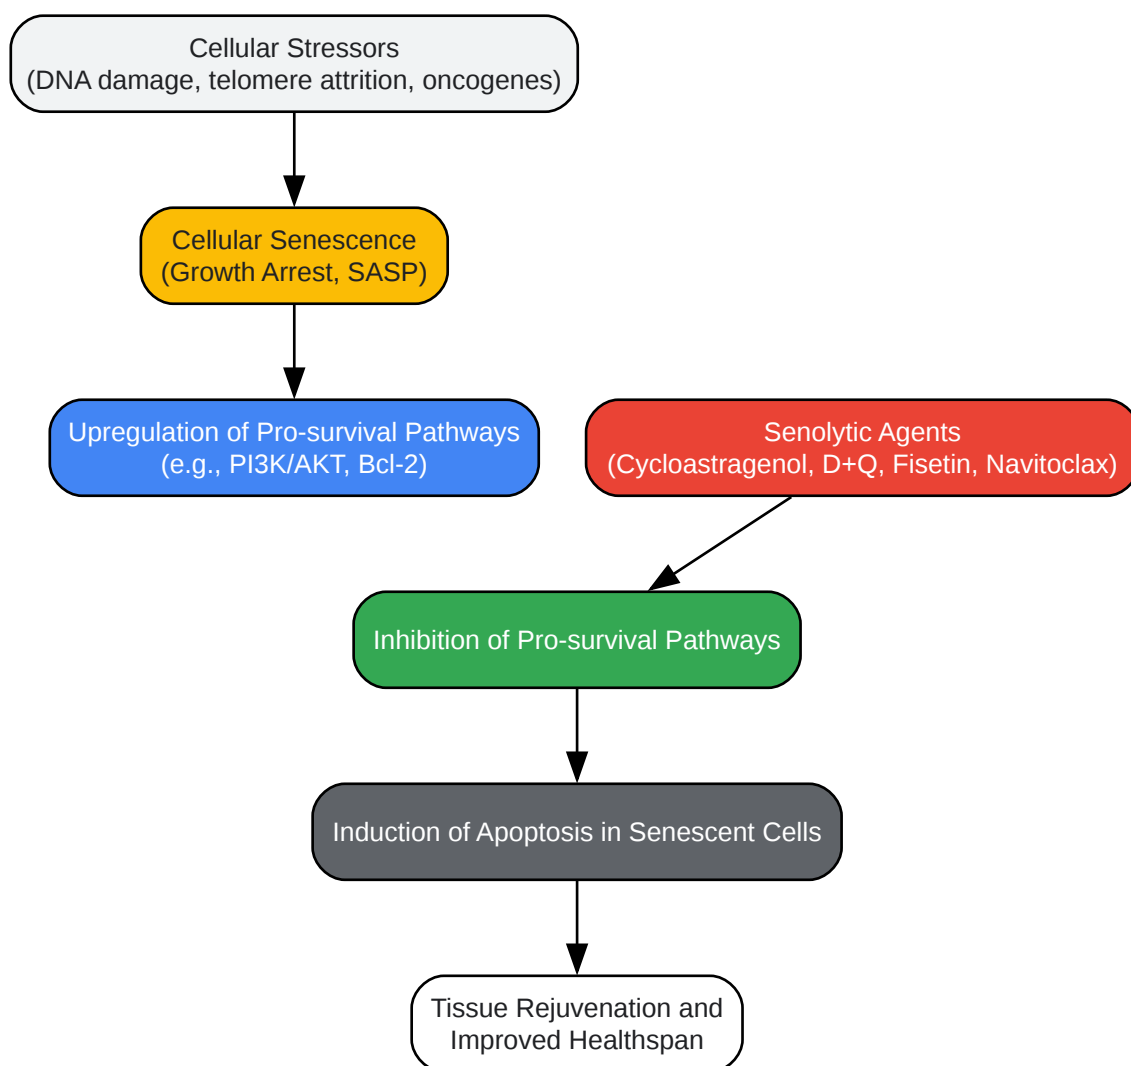 Cellular Stressors
(DNA damage, telomere attrition, oncogenes)
Cellular Senescence
(Growth Arrest, SASP)
Upregulation of Pro-survival Pathways
(e.g., PI3K/AKT, Bcl-2)
Senolytic Agents
(Cycloastragenol, D+Q, Fisetin, Navitoclax)
Inhibition of Pro-survival Pathways
Induction of Apoptosis in Senescent Cells
Tissue Rejuvenation and
Improved Healthspan